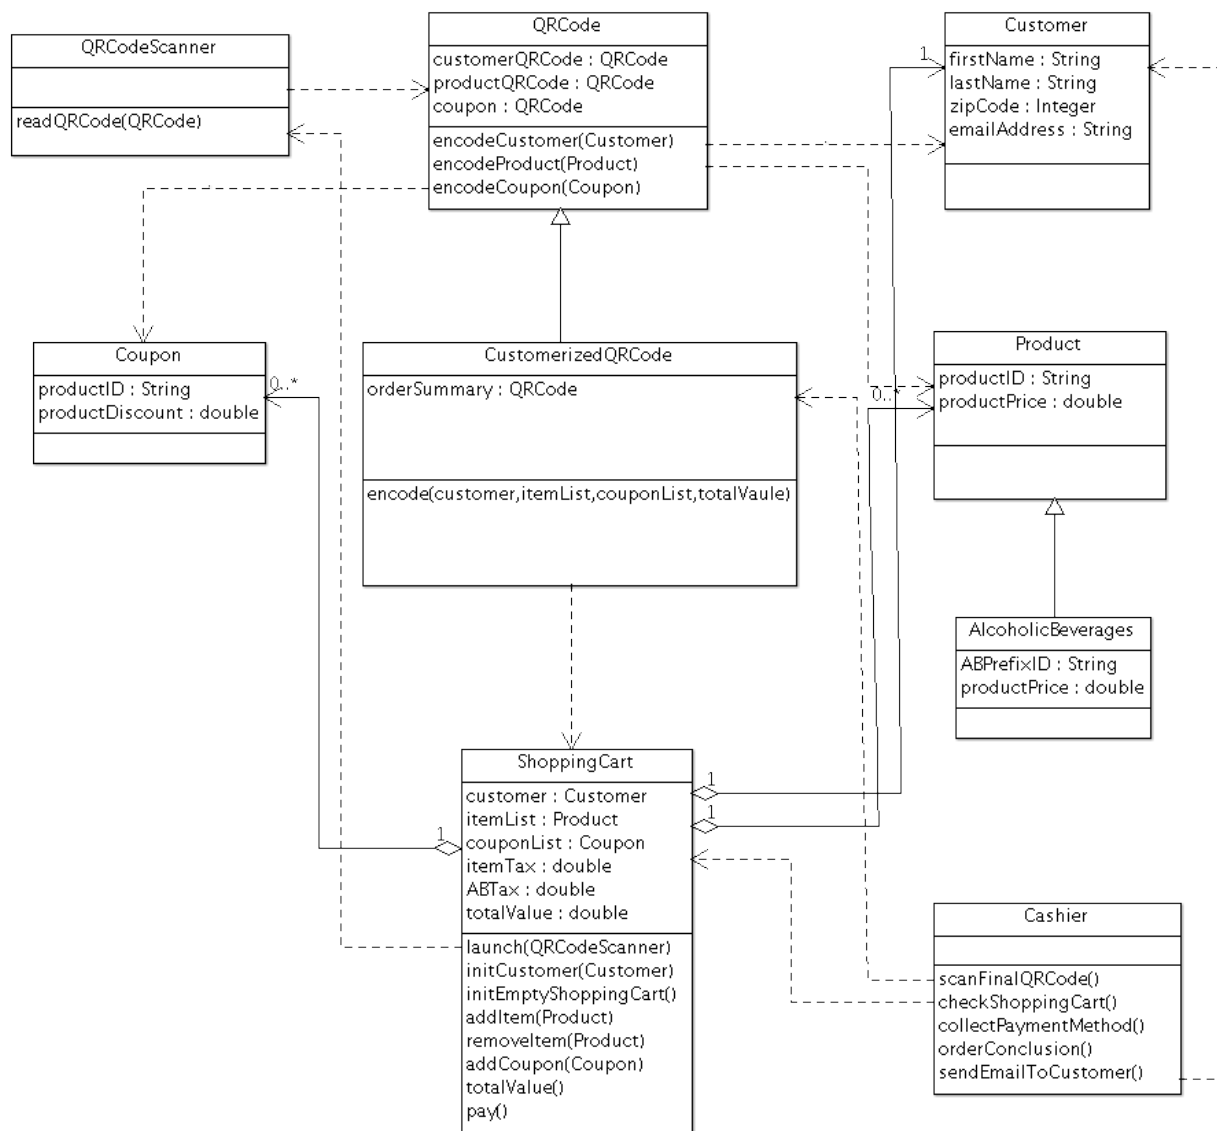 QRCodeScanner
readQRCode(QRCode)
QRCode
customerQRCode : QRCode
productQRCode : QRCode
coupon : QRCode
encodeCustomer(Customer)
encodeProduct(Product)
encodeCoupon(Coupon)
1
Customer
firstName : String
lastName : String
zipCode : Integer
emailAddress : String
Coupon
productID : String
productDiscount : double
0..*
CustomerizedQRCode
orderSummary : QRCode
encode(customer,itemList,couponList,totalVaule)
0..*
Product
productID : String
productPrice : double
AlcoholicBeverages
ABPrefixID : String
productPrice : double
1
ShoppingCart
customer : Customer
itemList : Product
couponList : Coupon
itemTax : double
ABTax : double
totalValue : double
launch(QRCodeScanner)
initCustomer(Customer)
initEmptyShoppingCart()
addItem(Product)
removeItem(Product)
addCoupon(Coupon)
totalValue()
pay()
1
1
Cashier
scanFinalQRCode()
checkShoppingCart()
collectPaymentMethod()
orderConclusion()
sendEmailToCustomer()